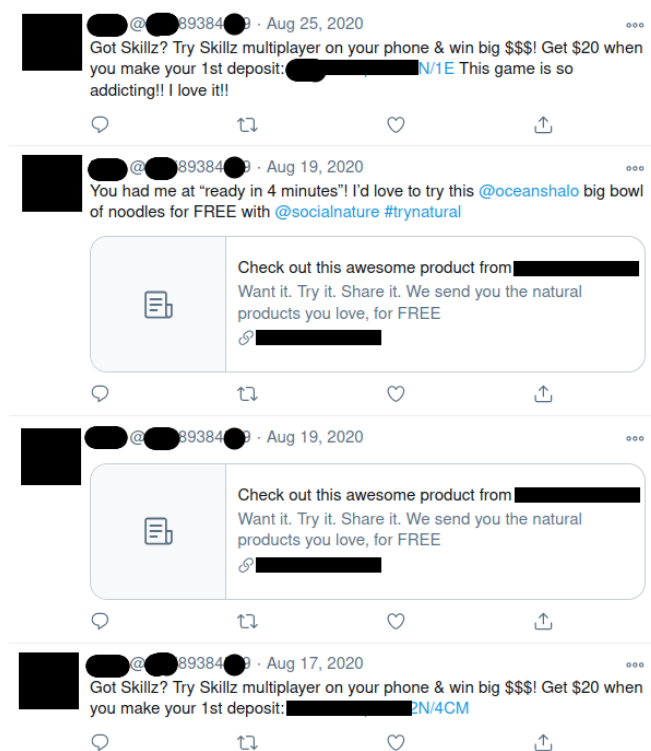 @ 89384 9 · Aug 25, 2020
Got Skillz? Try Skillz multiplayer on your phone & win big $$$! Get $20 when
you make your 1st deposit: N/1E This game is so
addicting!! I love it!!
@ 89384 9 · Aug 19, 2020
You had me at “ready in 4 minutes”! I'd love to try this @oceanshalo big bowl
of noodles for FREE with @socialnature #trynatural
Check out this awesome product from
Want it. Try it. Share it. We send you the natural
products you love, for FREE
@ 89384 9 · Aug 19, 2020
Check out this awesome product from
Want it. Try it. Share it. We send you the natural
products you love, for FREE
@ 89384 9 · Aug 17, 2020
Got Skillz? Try Skillz multiplayer on your phone & win big $$$! Get $20 when
you make your 1st deposit: 2N/4CM